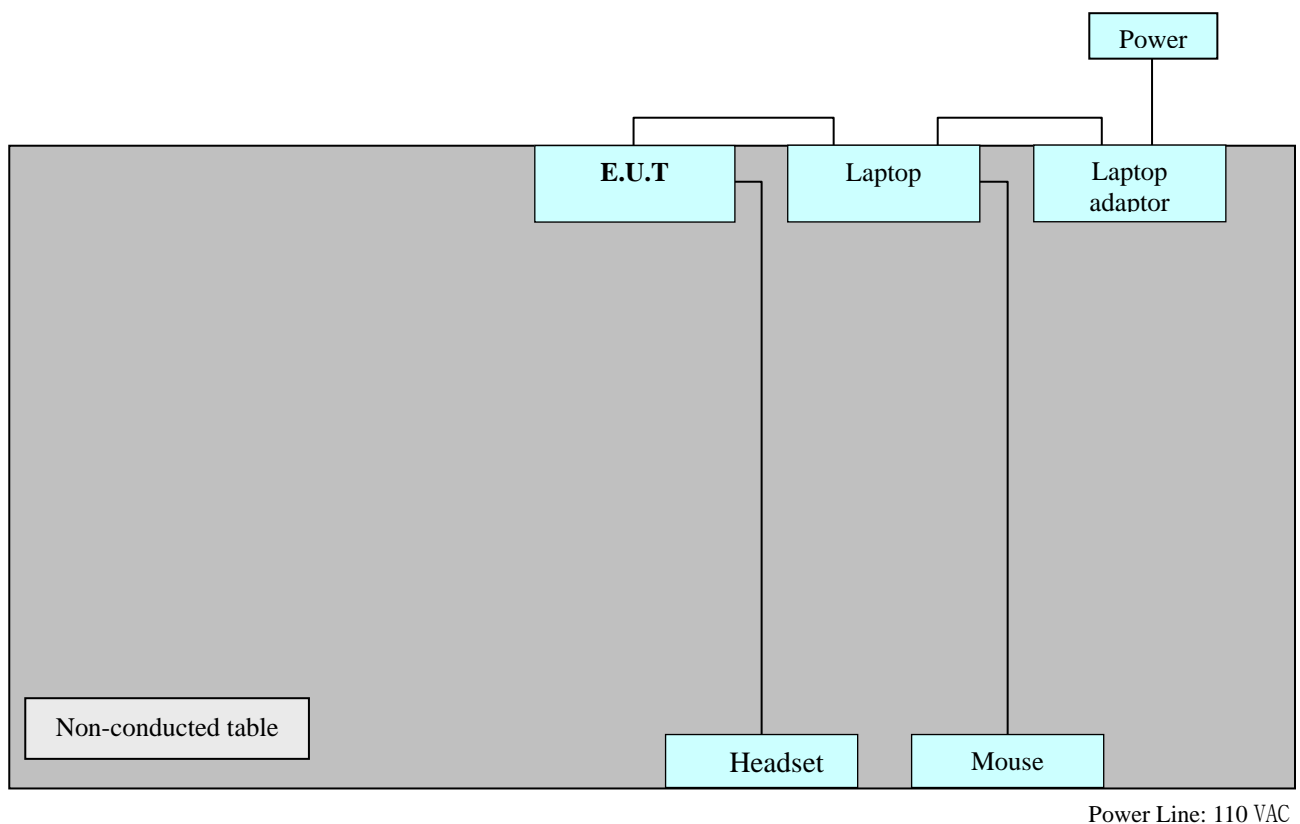 Power
E.U.T
Laptop
Laptop
adaptor
Non-conducted table
Headset
Mouse
Power Line: 110 VAC